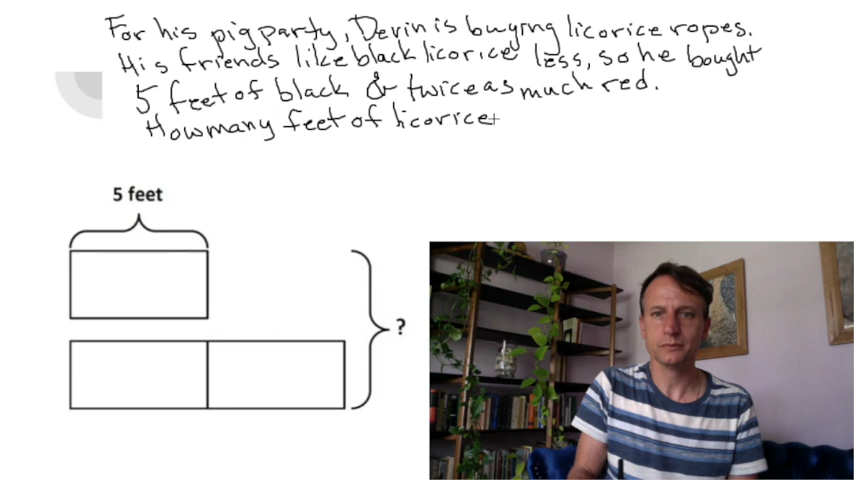 For his pig party, Devin is buying licorice ropes.
His friends like black licorice less, so he bought
5 feet of black & twice as much red.
How many feet of licorice
5 feet
?